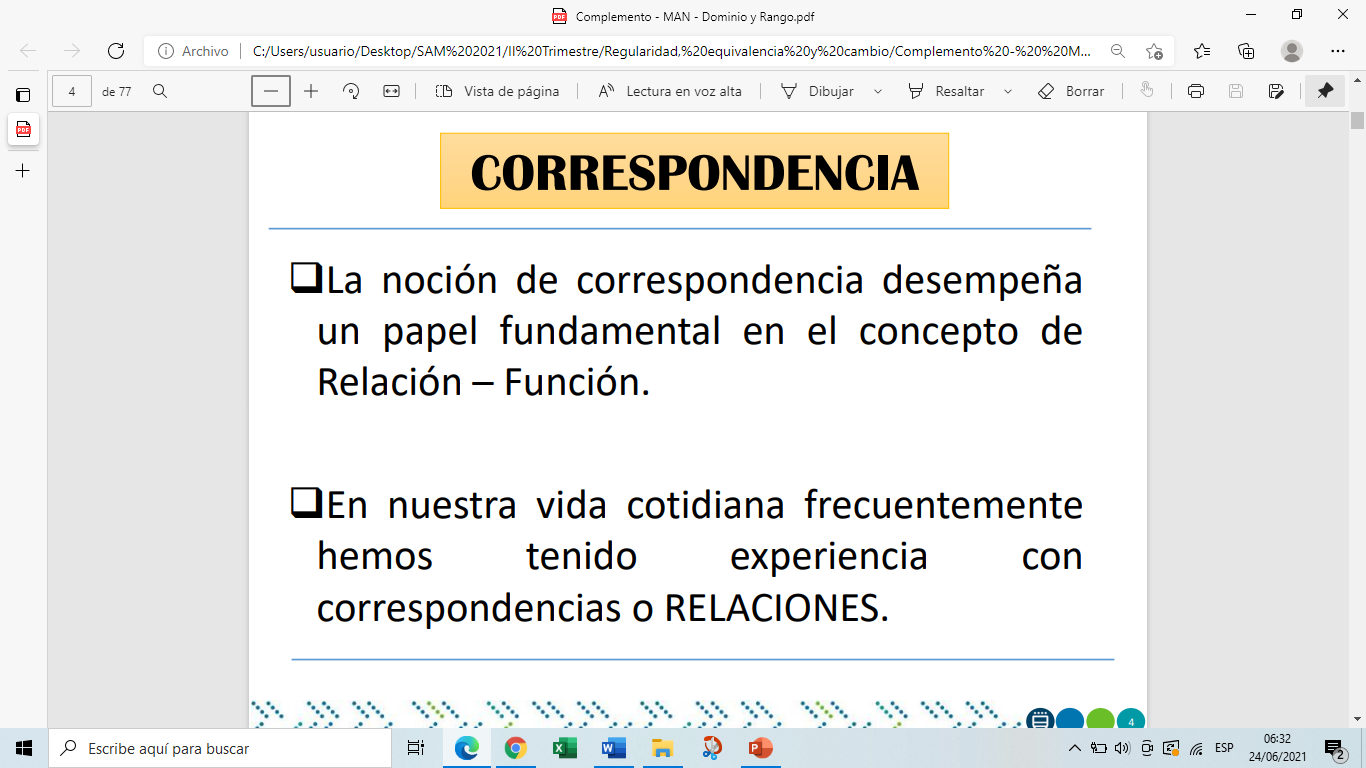 Complemento - MAN - Dominio y Rango.pdf
Archivo
C:/Users/usuario/Desktop/SAM%202021/II%20Trimestre/Regularidad,%20equivalencia%20y%20cambio/Complemento%20-%20%20M...
4 de 77
Vista de página
Lectura en voz alta
Dibujar
Resaltar
Borrar
CORRESPONDENCIA
La noción de correspondencia desempeña
un papel fundamental en el concepto de
Relación – Función.
En nuestra vida cotidiana frecuentemente
hemos tenido experiencia con
correspondencias o RELACIONES.
4
Escribe aquí para buscar
ESP
06:32
24/06/2021
2